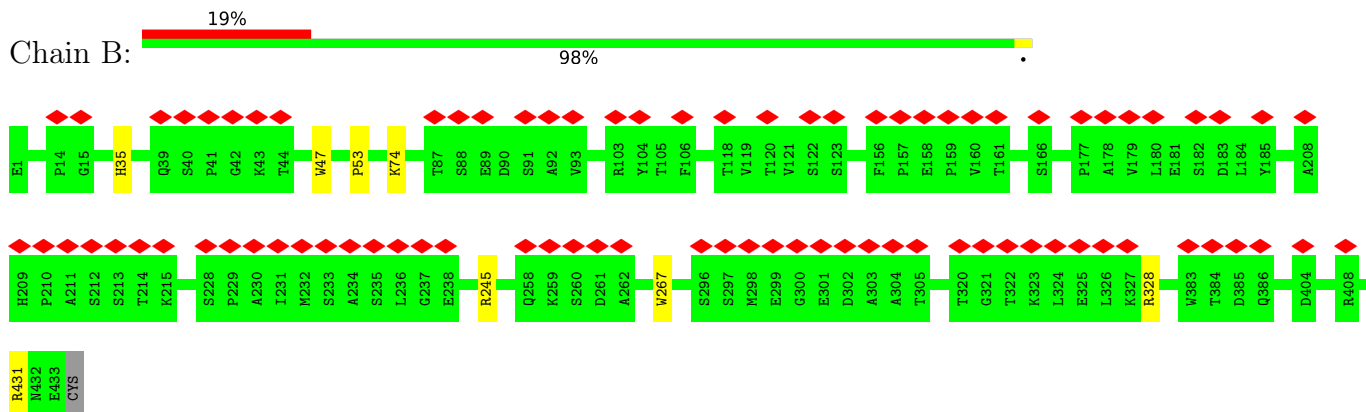 19%
Chain B:
98%
.
E1 P14 G15 H35 Q39 S40 P41 G42 K43 T44 W47 P53 K74 T87 S88 E89 D90 S91 A92 V93 R103 Y104 T105 F106 T118 V119 T120 V121 S122 S123 F156 P157 E158 P159 V160 T161 S166 P177 A178 V179 L180 E181 S182 D183 L184 Y185 A208
H209 P210 A211 S212 S213 T214 K215 S228 P229 A230 I231 M232 S233 A234 S235 L236 G237 E238 R245 Q258 K259 S260 D261 A262 W267 S296 S297 M298 E299 G300 E301 D302 A303 A304 T305 T320 G321 T322 K323 L324 E325 L326 K327 R328 W383 T384 D385 Q386 D404 R408
R431 N432 E433 CYS